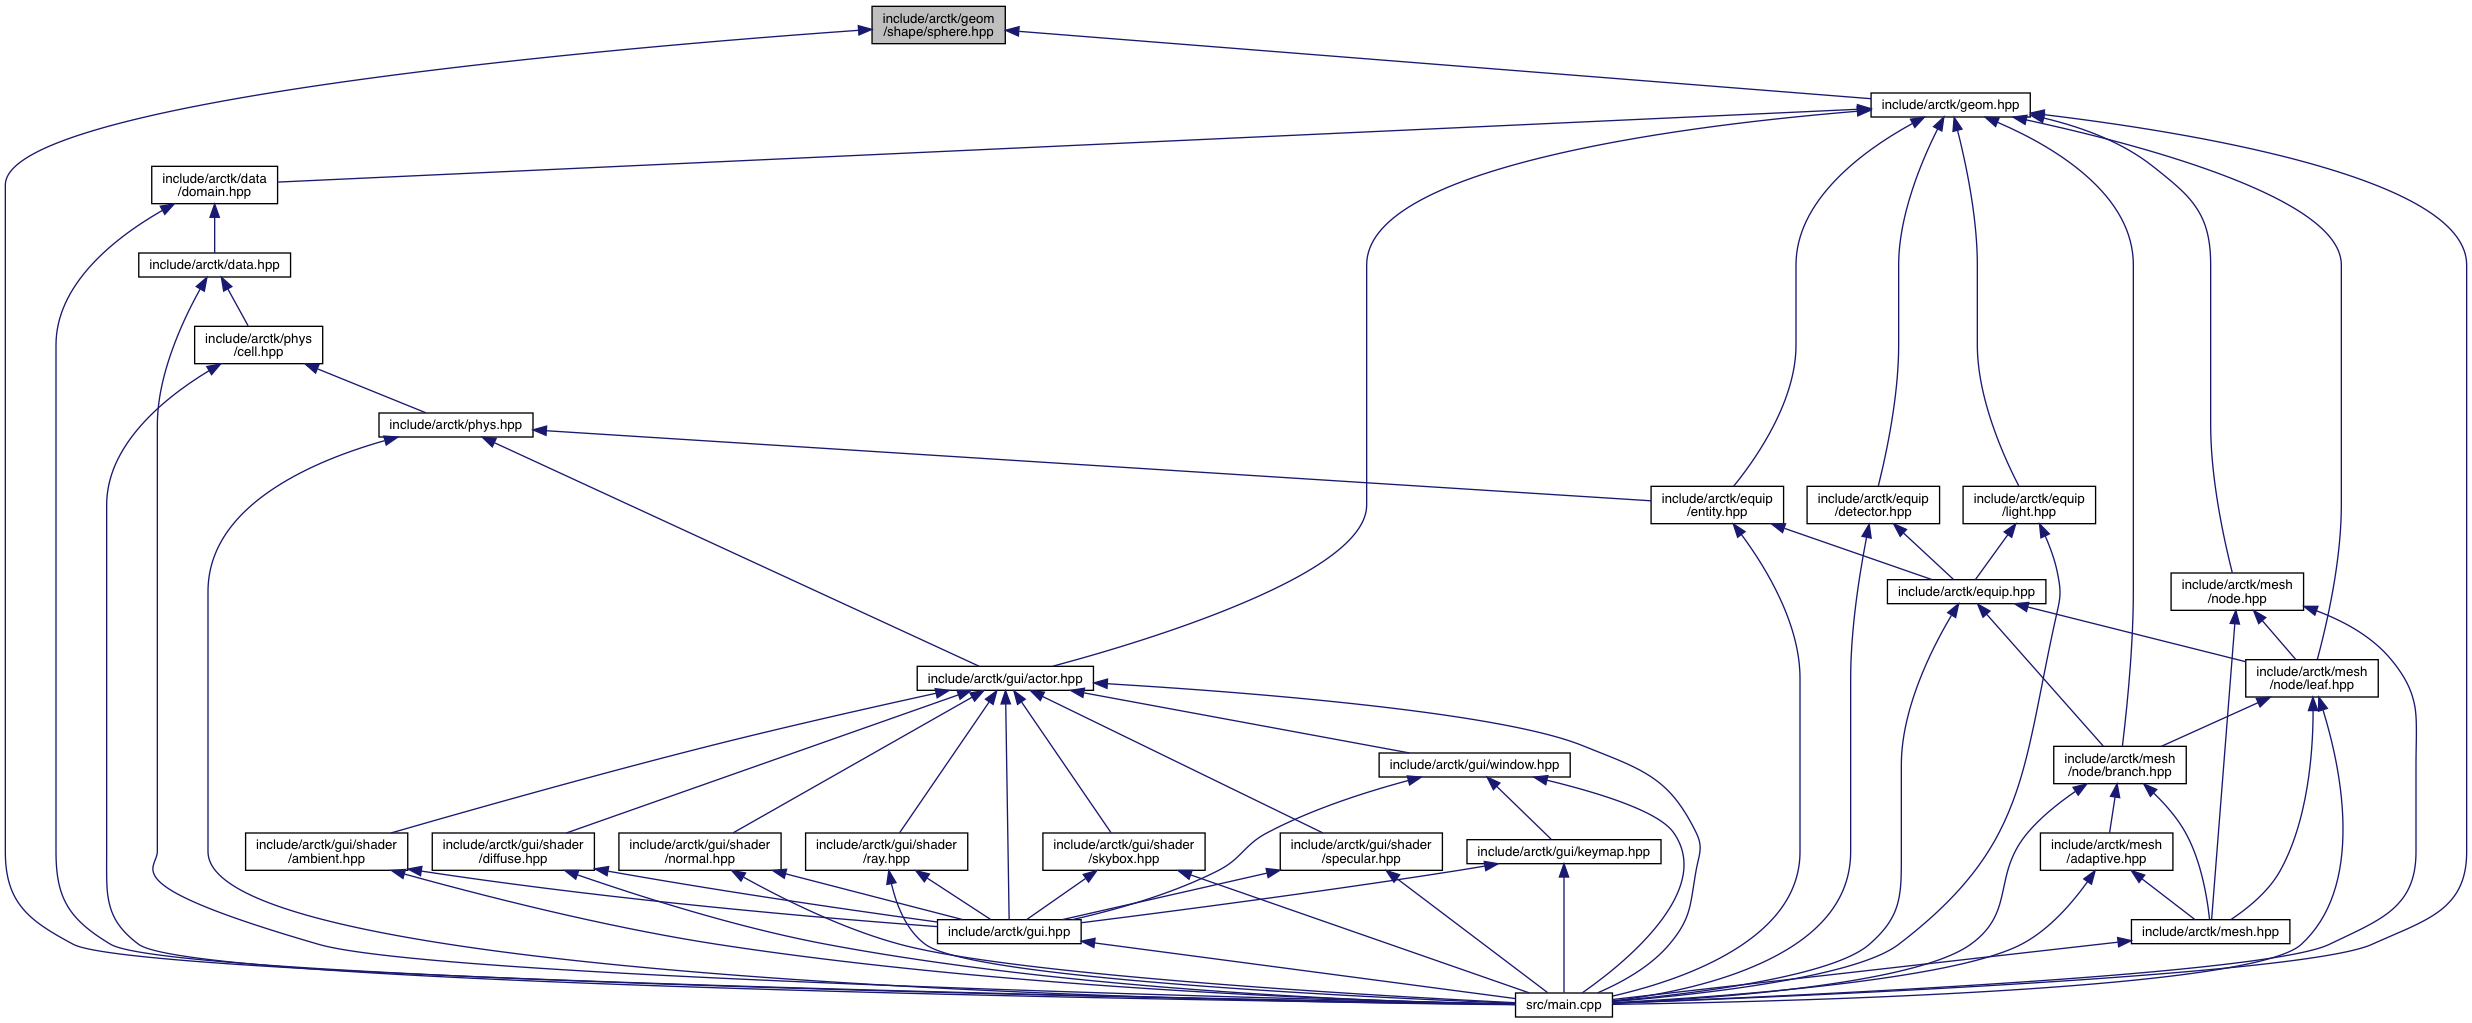 include/arctk/geom
/shape/sphere.hpp
include/arctk/geom.hpp
include/arctk/data
/domain.hpp
include/arctk/data.hpp
include/arctk/phys
/cell.hpp
include/arctk/phys.hpp
include/arctk/equip
/entity.hpp
include/arctk/equip
/detector.hpp
include/arctk/equip
/light.hpp
include/arctk/equip.hpp
include/arctk/mesh
/node.hpp
include/arctk/gui/actor.hpp
include/arctk/mesh
/node/leaf.hpp
include/arctk/gui/window.hpp
include/arctk/mesh
/node/branch.hpp
include/arctk/gui/shader
/ambient.hpp
include/arctk/gui/shader
/diffuse.hpp
include/arctk/gui/shader
/normal.hpp
include/arctk/gui/shader
/ray.hpp
include/arctk/gui/shader
/skybox.hpp
include/arctk/gui/shader
/specular.hpp
include/arctk/gui/keymap.hpp
include/arctk/mesh
/adaptive.hpp
include/arctk/gui.hpp
include/arctk/mesh.hpp
src/main.cpp